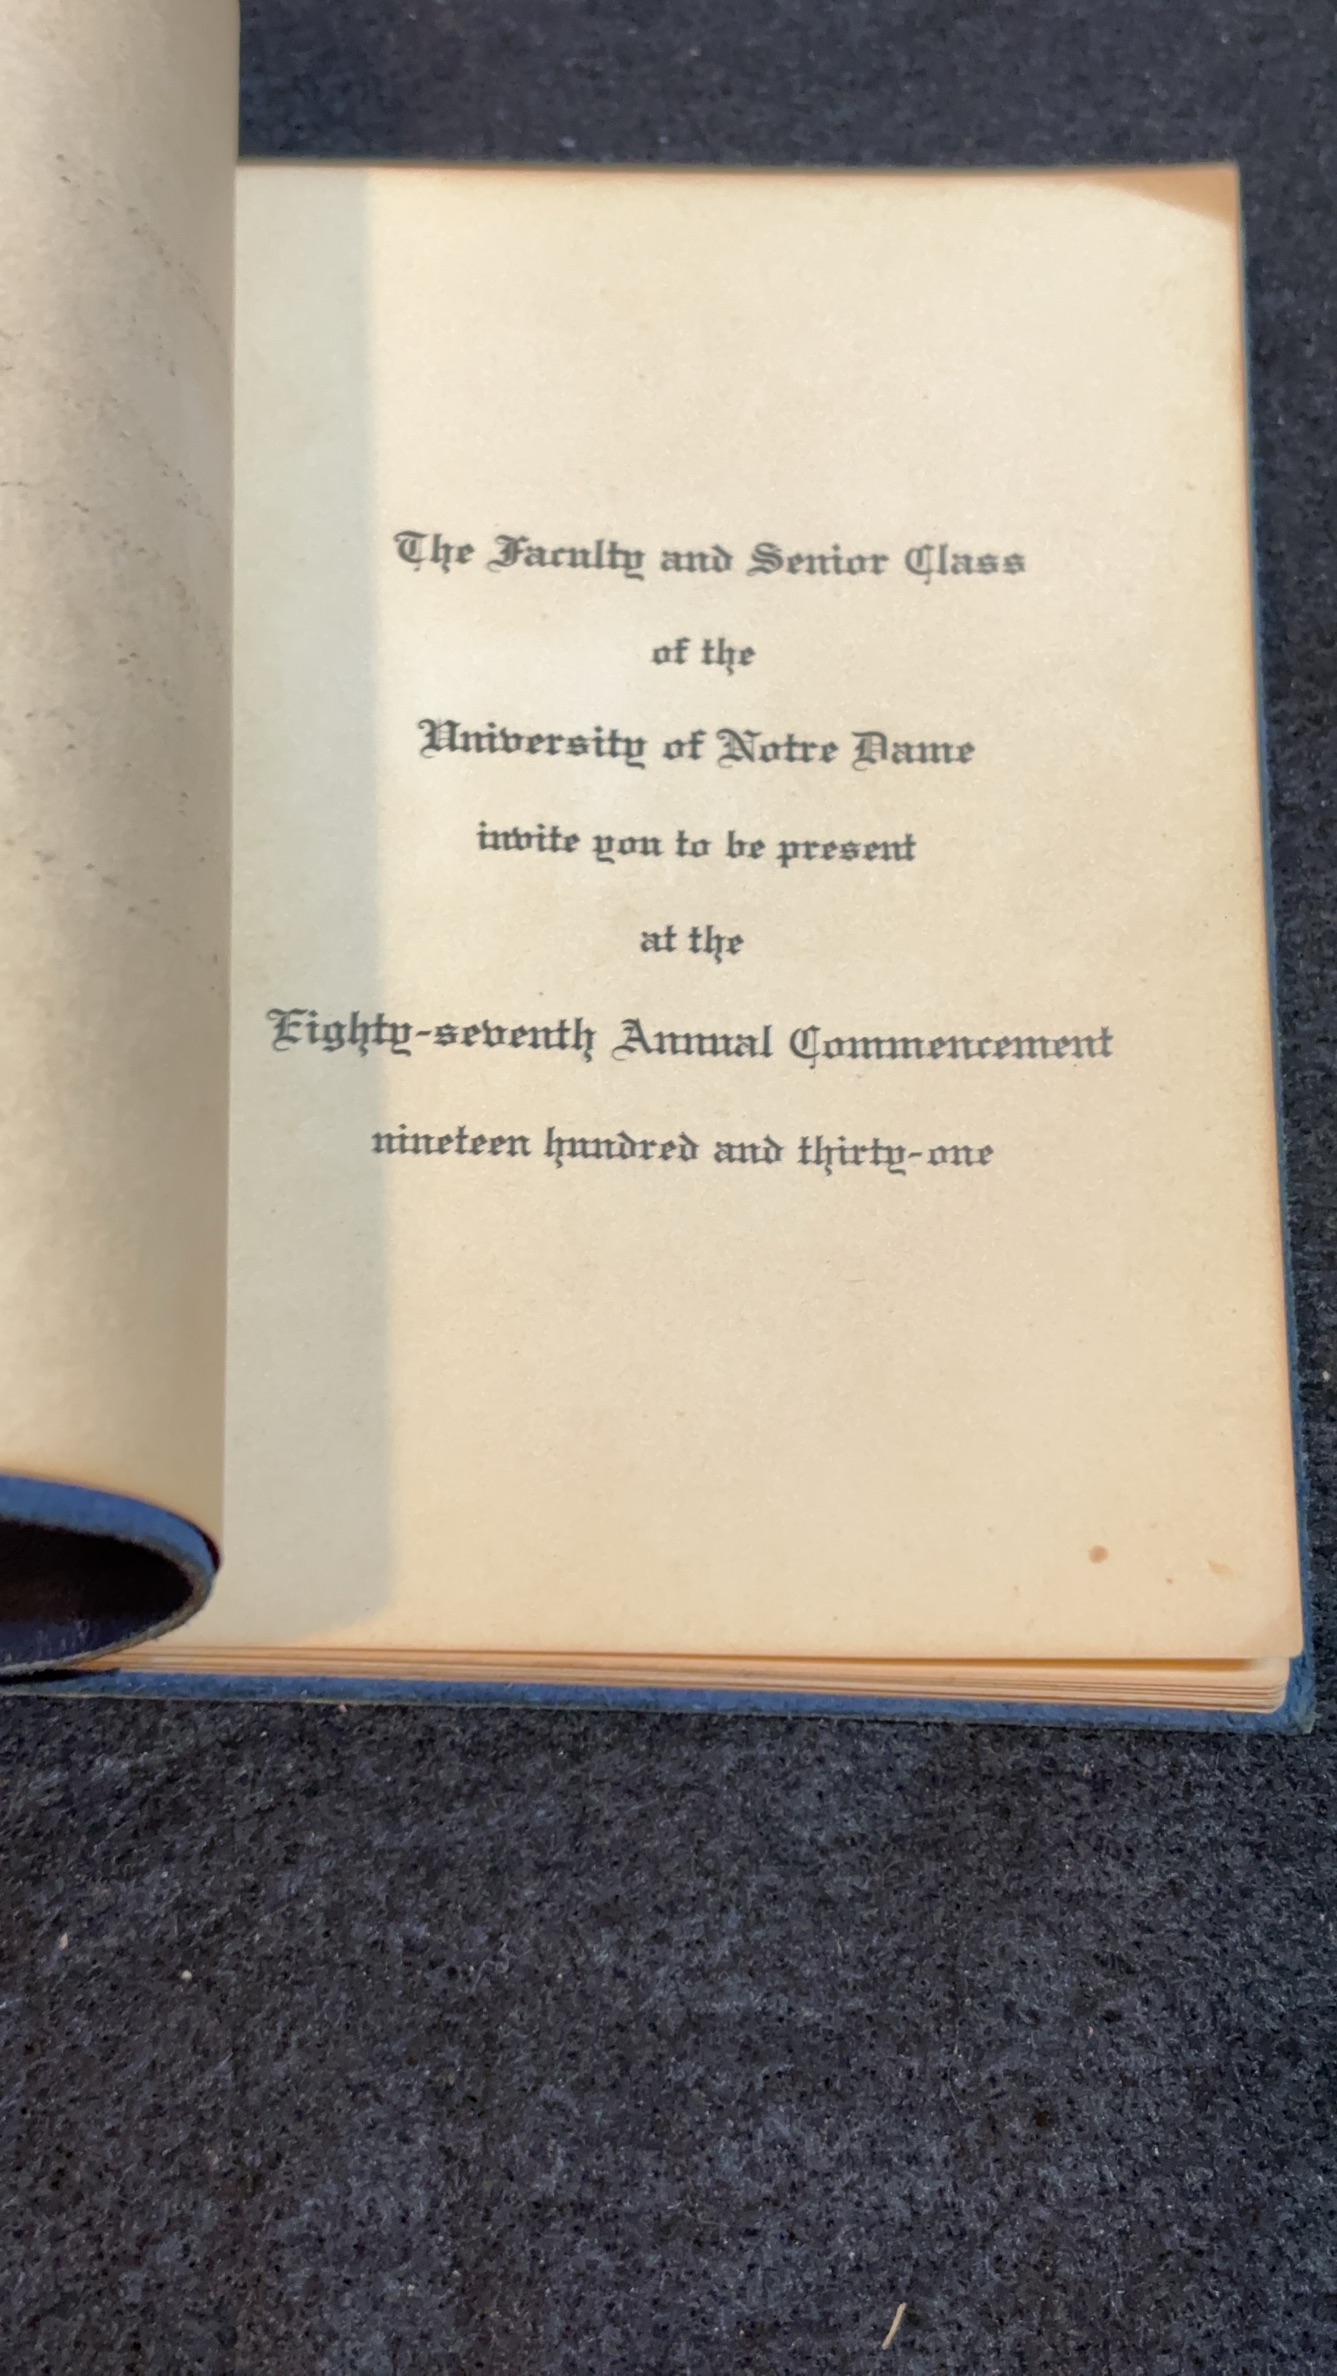 The Faculty and Senior Class
of the
University of Notre Dame
invite you to be present
at the
Eighty-seventh Annual Commencement
nineteen hundred and thirty-one